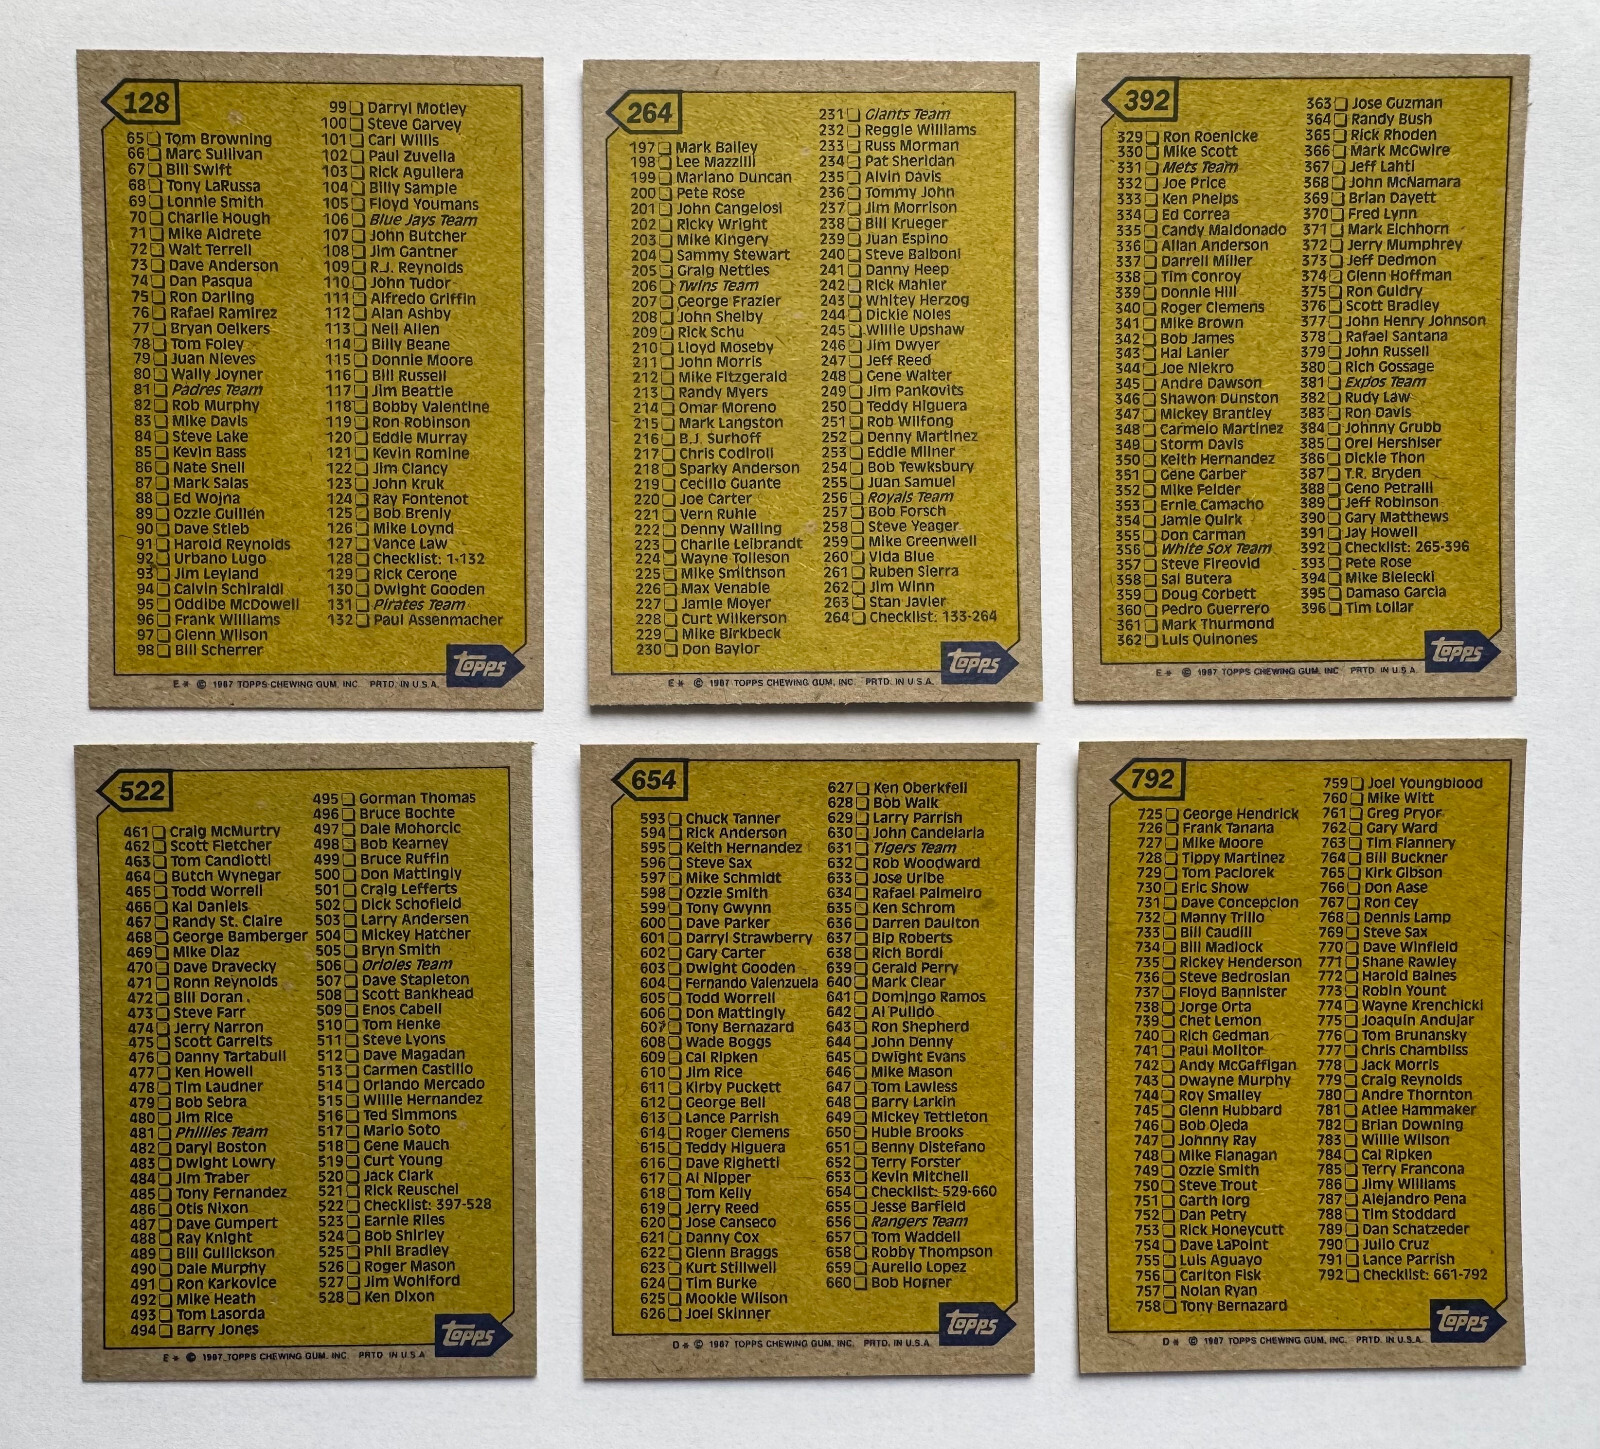 128
65 Tom Browning
66 Marc Sullivan
67 Bill Swift
68 Tony LaRussa
69 Lonnie Smith
70 Charlie Hough
71 Mike Aldrete
72 Walt Terrell
73 Dave Anderson
74 Dan Pasqua
75 Ron Darling
76 Rafael Ramirez
77 Bryan Oelkers
78 Tom Foley
79 Juan Nieves
80 Wally Joyner
81 Padres Team
82 Rob Murphy
83 Mike Davis
84 Steve Lake
85 Kevin Bass
86 Nate Snell
87 Mark Salas
88 Ed Wojna
89 Ozzie Guillen
90 Dave Stieb
91 Harold Reynolds
92 Urbano Lugo
93 Jim Leyland
94 Calvin Schiraldi
95 Oddibe McDowell
96 Frank Williams
97 Glenn Wilson
98 Bill Scherrer
99 Darryl Motley
100 Steve Garvey
101 Carl Willis
102 Paul Zuvella
103 Rick Aguilera
104 Billy Sample
105 Floyd Youmans
106 Blue Jays Team
107 John Butcher
108 Jim Gantner
109 R.J. Reynolds
110 John Tudor
111 Alfredo Griffin
112 Alan Ashby
113 Neil Allen
114 Billy Beane
115 Donnie Moore
116 Bill Russell
117 Jim Beattie
118 Bobby Valentine
119 Ron Robinson
120 Eddie Murray
121 Kevin Romine
122 Jim Clancy
123 John Kruk
124 Ray Fontenot
125 Bob Brenly
126 Mike Loynd
127 Vance Law
128 Checklist: 1-132
129 Rick Cerone
130 Dwight Gooden
131 Pirates Team
132 Paul Assenmacher
Topps
E* © 1987 TOPPS CHEWING GUM, INC. PRTD. IN U.S.A.
264
197 Mark Bailey
198 Lee Mazzilli
199 Mariano Duncan
200 Pete Rose
201 John Cangelosi
202 Ricky Wright
203 Mike Kingery
204 Sammy Stewart
205 Graig Nettles
206 Twins Team
207 George Frazier
208 John Shelby
209 Rick Schu
210 Lloyd Moseby
211 John Morris
212 Mike Fitzgerald
213 Randy Myers
214 Omar Moreno
215 Mark Langston
216 B.J. Surhoff
217 Chris Codiroli
218 Sparky Anderson
219 Cecilio Guante
220 Joe Carter
221 Vern Ruhle
222 Denny Walling
223 Charlie Leibrandt
224 Wayne Tolleson
225 Mike Smithson
226 Max Venable
227 Jamie Moyer
228 Curt Wilkerson
229 Mike Birkbeck
230 Don Baylor
231 Giants Team
232 Reggie Williams
233 Russ Morman
234 Pat Sheridan
235 Alvin Davis
236 Tommy John
237 Jim Morrison
238 Bill Krueger
239 Juan Espino
240 Steve Balboni
241 Danny Heep
242 Rick Mahler
243 Whitey Herzog
244 Dickie Noles
245 Willie Upshaw
246 Jim Dwyer
247 Jeff Reed
248 Gene Walter
249 Jim Pankovits
250 Teddy Higuera
251 Rob Wilfong
252 Denny Martinez
253 Eddie Milner
254 Bob Tewksbury
255 Juan Samuel
256 Royals Team
257 Bob Forsch
258 Steve Yeager
259 Mike Greenwell
260 Vida Blue
261 Ruben Sierra
262 Jim Winn
263 Stan Javier
264 Checklist: 133-264
Topps
E* © 1987 TOPPS CHEWING GUM, INC. PRTD. IN U.S.A.
392
329 Ron Roenicke
330 Mike Scott
331 Mets Team
332 Joe Price
333 Ken Phelps
334 Ed Correa
335 Candy Maldonado
336 Allan Anderson
337 Darrell Miller
338 Tim Conroy
339 Donnie Hill
340 Roger Clemens
341 Mike Brown
342 Bob James
343 Hal Lanier
344 Joe Niekro
345 Andre Dawson
346 Shawon Dunston
347 Mickey Brantley
348 Carmelo Martinez
349 Storm Davis
350 Keith Hernandez
351 Gene Garber
352 Mike Felder
353 Ernie Camacho
354 Jamie Quirk
355 Don Carman
356 White Sox Team
357 Steve Fireovid
358 Sal Butera
359 Doug Corbett
360 Pedro Guerrero
361 Mark Thurmond
362 Luis Quinones
363 Jose Guzman
364 Randy Bush
365 Rick Rhoden
366 Mark McGwire
367 Jeff Lahti
368 John McNamara
369 Brian Dayett
370 Fred Lynn
371 Mark Eichhorn
372 Jerry Mumphrey
373 Jeff Dedmon
374 Glenn Hoffman
375 Ron Guidry
376 Scott Bradley
377 John Henry Johnson
378 Rafael Santana
379 John Russell
380 Rich Gossage
381 Expos Team
382 Rudy Law
383 Ron Davis
384 Johnny Grubb
385 Orel Hershiser
386 Dickie Thon
387 T.R. Bryden
388 Geno Petralli
389 Jeff Robinson
390 Gary Matthews
391 Jay Howell
392 Checklist: 265-396
393 Pete Rose
394 Mike Bielecki
395 Damaso Garcia
396 Tim Lollar
Topps
E* © 1987 TOPPS CHEWING GUM, INC. PRTD. IN U.S.A.
522
461 Craig McMurtry
462 Scott Fletcher
463 Tom Candiotti
464 Butch Wynegar
465 Todd Worrell
466 Kal Daniels
467 Randy St. Claire
468 George Bamberger
469 Mike Diaz
470 Dave Dravecky
471 Ronn Reynolds
472 Bill Doran
473 Steve Farr
474 Jerry Narron
475 Scott Garrelts
476 Danny Tartabull
477 Ken Howell
478 Tim Laudner
479 Bob Sebra
480 Jim Rice
481 Phillies Team
482 Daryl Boston
483 Dwight Lowry
484 Jim Traber
485 Tony Fernandez
486 Otis Nixon
487 Dave Gumpert
488 Ray Knight
489 Bill Gullickson
490 Dale Murphy
491 Ron Karkovice
492 Mike Heath
493 Tom Lasorda
494 Barry Jones
495 Gorman Thomas
496 Bruce Bochte
497 Dale Mohorcic
498 Bob Kearney
499 Bruce Ruffin
500 Don Mattingly
501 Craig Lefferts
502 Dick Schofield
503 Larry Andersen
504 Mickey Hatcher
505 Bryn Smith
506 Orioles Team
507 Dave Stapleton
508 Scott Bankhead
509 Enos Cabell
510 Tom Henke
511 Steve Lyons
512 Dave Magadan
513 Carmen Castillo
514 Orlando Mercado
515 Willie Hernandez
516 Ted Simmons
517 Mario Soto
518 Gene Mauch
519 Curt Young
520 Jack Clark
521 Rick Reuschel
522 Checklist: 397-528
523 Earnie Riles
524 Bob Shirley
525 Phil Bradley
526 Roger Mason
527 Jim Wohlford
528 Ken Dixon
Topps
E* © 1987 TOPPS CHEWING GUM, INC. PRTD. IN U.S.A.
654
593 Chuck Tanner
594 Rick Anderson
595 Keith Hernandez
596 Steve Sax
597 Mike Schmidt
598 Ozzie Smith
599 Tony Gwynn
600 Dave Parker
601 Darryl Strawberry
602 Gary Carter
603 Dwight Gooden
604 Fernando Valenzuela
605 Todd Worrell
606 Don Mattingly
607 Tony Bernazard
608 Wade Boggs
609 Cal Ripken
610 Jim Rice
611 Kirby Puckett
612 George Bell
613 Lance Parrish
614 Roger Clemens
615 Teddy Higuera
616 Dave Righetti
617 Al Nipper
618 Tom Kelly
619 Jerry Reed
620 Jose Canseco
621 Danny Cox
622 Glenn Braggs
623 Kurt Stillwell
624 Tim Burke
625 Mookie Wilson
626 Joel Skinner
627 Ken Oberkfell
628 Bob Walk
629 Larry Parrish
630 John Candelaria
631 Tigers Team
632 Rob Woodward
633 Jose Uribe
634 Rafael Palmeiro
635 Ken Schrom
636 Darren Daulton
637 Bip Roberts
638 Rich Bordi
639 Gerald Perry
640 Mark Clear
641 Domingo Ramos
642 Al Pulido
643 Ron Shepherd
644 John Denny
645 Dwight Evans
646 Mike Mason
647 Tom Lawless
648 Barry Larkin
649 Mickey Tettleton
650 Hubie Brooks
651 Benny Distefano
652 Terry Forster
653 Kevin Mitchell
654 Checklist: 529-660
655 Jesse Barfield
656 Rangers Team
657 Tom Waddell
658 Robby Thompson
659 Aurelio Lopez
660 Bob Horner
Topps
D* © 1987 TOPPS CHEWING GUM, INC. PRTD. IN U.S.A.
792
725 George Hendrick
726 Frank Tanana
727 Mike Moore
728 Tippy Martinez
729 Tom Paciorek
730 Eric Show
731 Dave Concepcion
732 Manny Trillo
733 Bill Caudill
734 Bill Madlock
735 Rickey Henderson
736 Steve Bedrosian
737 Floyd Bannister
738 Jorge Orta
739 Chet Lemon
740 Rich Gedman
741 Paul Molitor
742 Andy McGaffigan
743 Dwayne Murphy
744 Roy Smalley
745 Glenn Hubbard
746 Bob Ojeda
747 Johnny Ray
748 Mike Flanagan
749 Ozzie Smith
750 Steve Trout
751 Garth Iorg
752 Dan Petry
753 Rick Honeycutt
754 Dave LaPoint
755 Luis Aguayo
756 Carlton Fisk
757 Nolan Ryan
758 Tony Bernazard
759 Joel Youngblood
760 Mike Witt
761 Greg Pryor
762 Gary Ward
763 Tim Flannery
764 Bill Buckner
765 Kirk Gibson
766 Don Aase
767 Ron Cey
768 Dennis Lamp
769 Steve Sax
770 Dave Winfield
771 Shane Rawley
772 Harold Baines
773 Robin Yount
774 Wayne Krenchicki
775 Joaquin Andujar
776 Tom Brunansky
777 Chris Chambliss
778 Jack Morris
779 Craig Reynolds
780 Andre Thornton
781 Atlee Hammaker
782 Brian Downing
783 Willie Wilson
784 Cal Ripken
785 Terry Francona
786 Jimy Williams
787 Alejandro Pena
788 Tim Stoddard
789 Dan Schatzeder
790 Julio Cruz
791 Lance Parrish
792 Checklist: 661-792
Topps
D* © 1987 TOPPS CHEWING GUM, INC. PRTD. IN U.S.A.